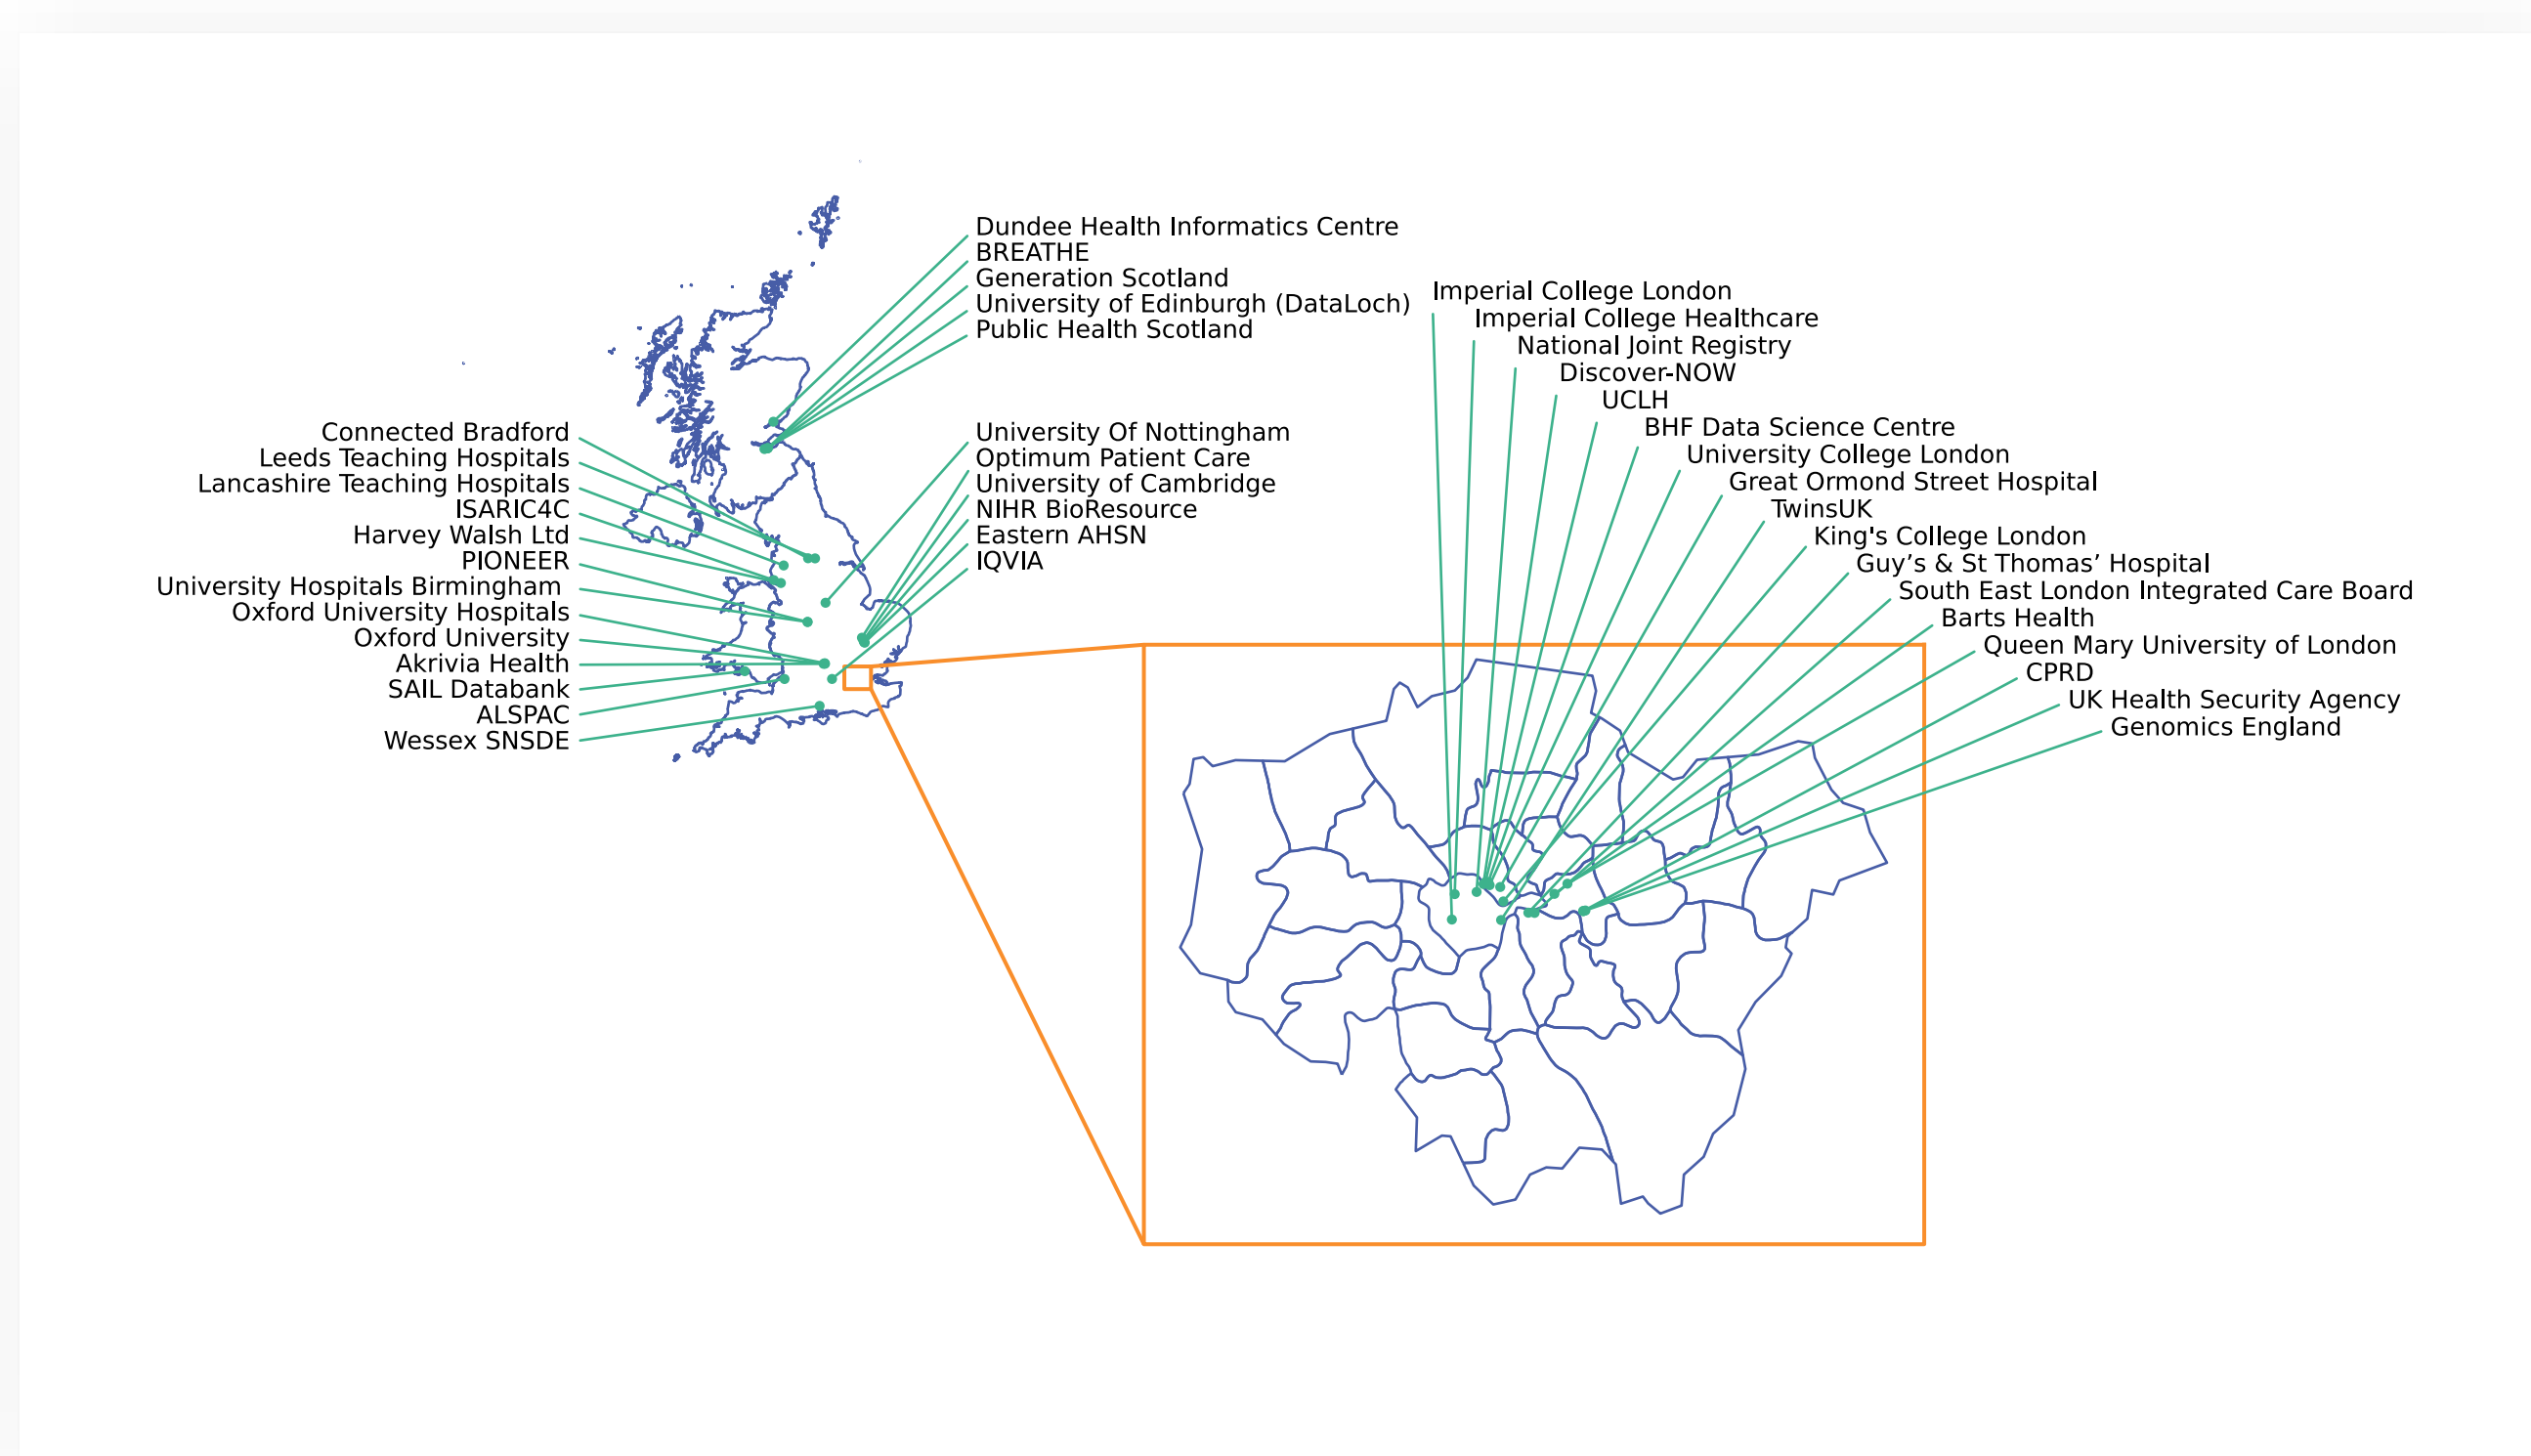 Dundee Health Informatics Centre
BREATHE
Generation Scotland
University of Edinburgh (DataLoch)
Public Health Scotland
Connected Bradford
Leeds Teaching Hospitals
Lancashire Teaching Hospitals
ISARIC4C
Harvey Walsh Ltd
PIONEER
University Hospitals Birmingham
Oxford University Hospitals
Oxford University
Akrivia Health
SAIL Databank
ALSPAC
Wessex SNSDE
University Of Nottingham
Optimum Patient Care
University of Cambridge
NIHR BioResource
Eastern AHSN
IQVIA
Imperial College London
Imperial College Healthcare
National Joint Registry
Discover-NOW
UCLH
BHF Data Science Centre
University College London
Great Ormond Street Hospital
TwinsUK
King's College London
Guy’s & St Thomas’ Hospital
South East London Integrated Care Board
Barts Health
Queen Mary University of London
CPRD
UK Health Security Agency
Genomics England